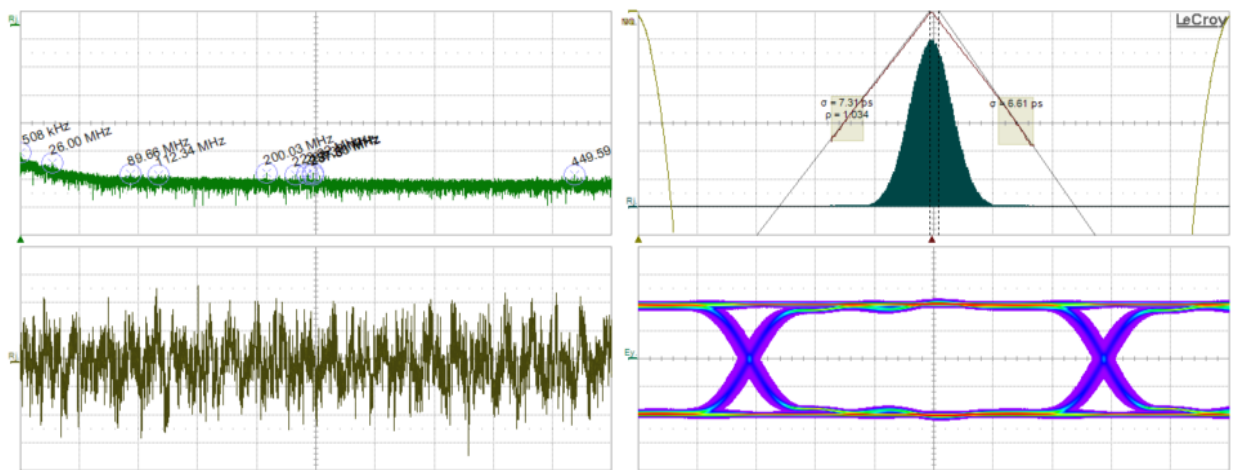 508 kHz
26.00 MHz
89.66 MHz
112.34 MHz
200.03 MHz
449.59
LeCroy
σ = 7.31 ps
ρ = 1.034
σ = 6.61 ps